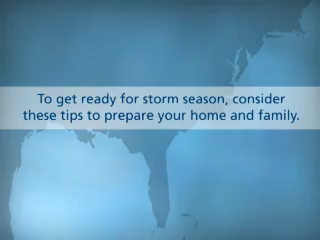 To get ready for storm season, consider
these tips to prepare your home and family.